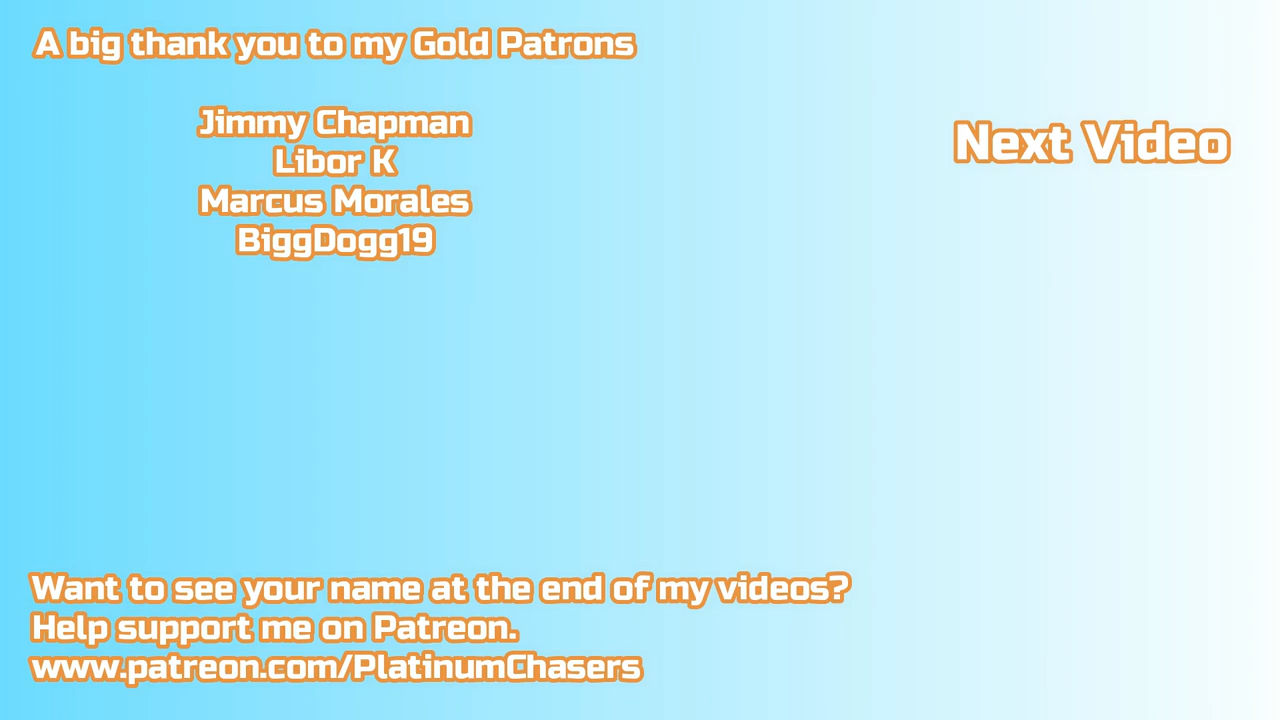 A big thank you to my Gold Patrons
Jimmy Chapman
Libor K
Marcus Morales
BiggDogg19
Next Video
Want to see your name at the end of my videos?
Help support me on Patreon.
www.patreon.com/PlatinumChasers